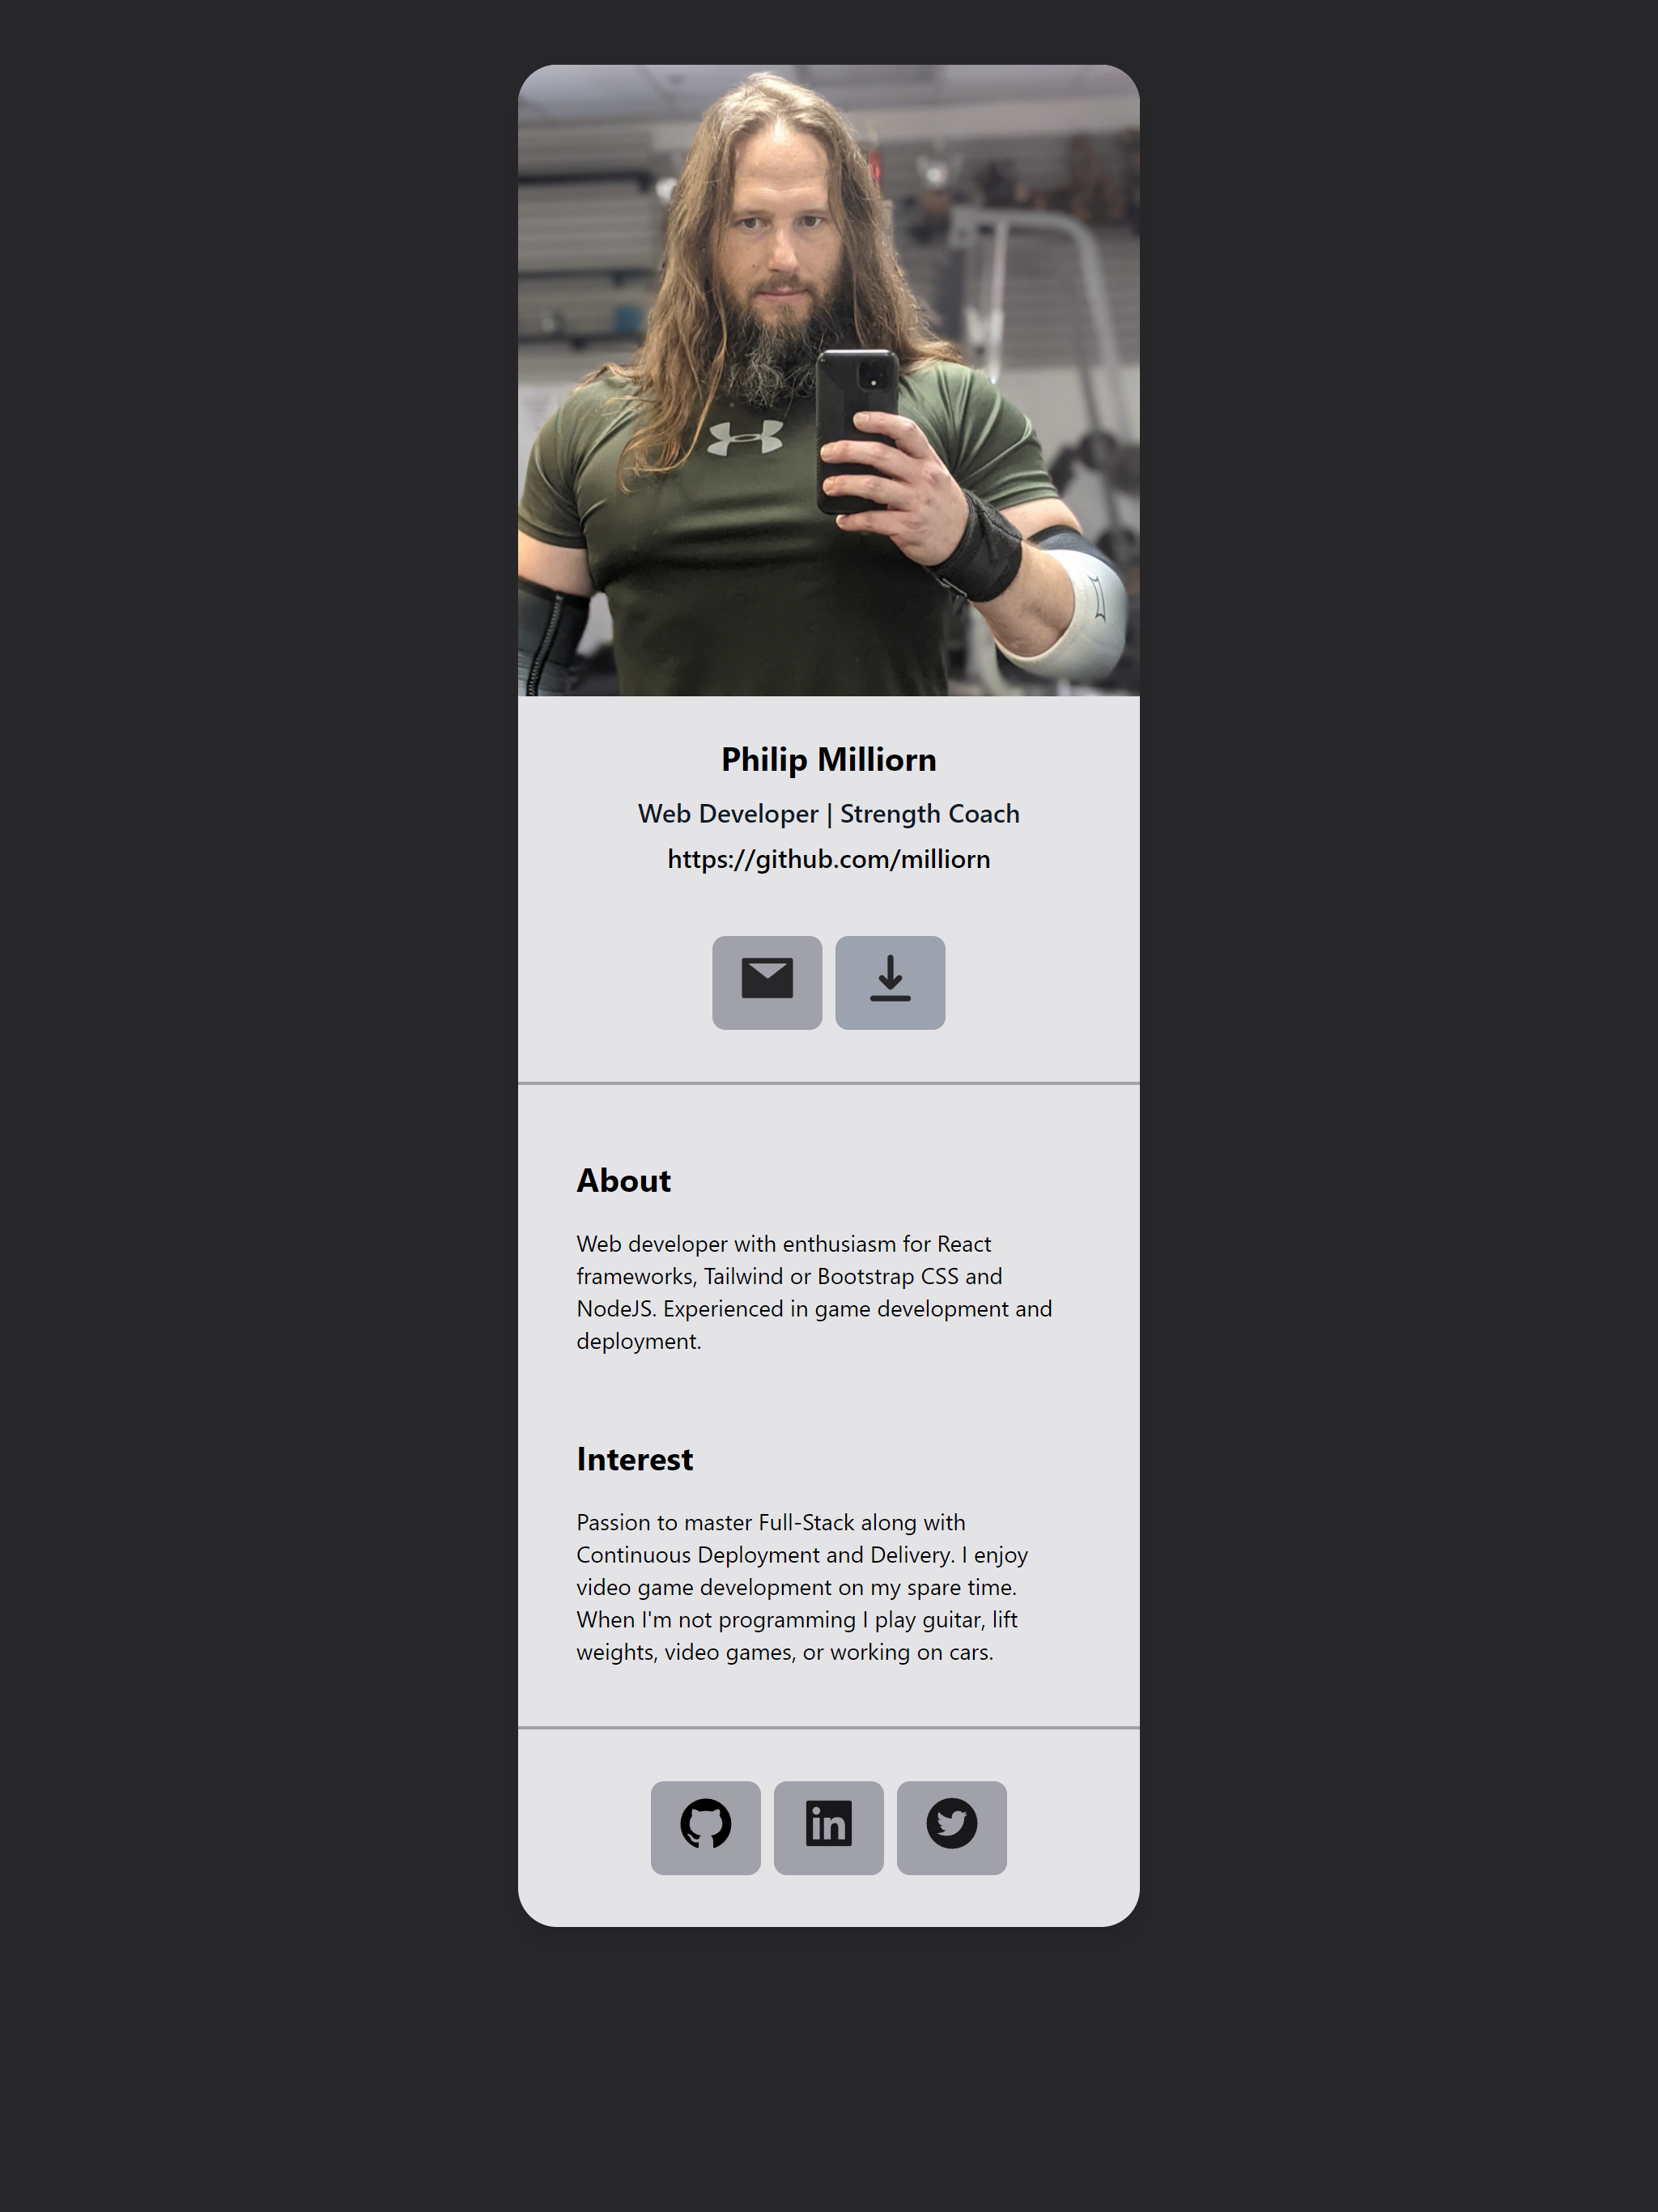 Philip Milliorn
Web Developer | Strength Coach
https://github.com/milliorn
About
Web developer with enthusiasm for React
frameworks, Tailwind or Bootstrap CSS and
NodeJS. Experienced in game development and
deployment.
Interest
Passion to master Full-Stack along with
Continuous Deployment and Delivery. I enjoy
video game development on my spare time.
When I'm not programming I play guitar, lift
weights, video games, or working on cars.
in